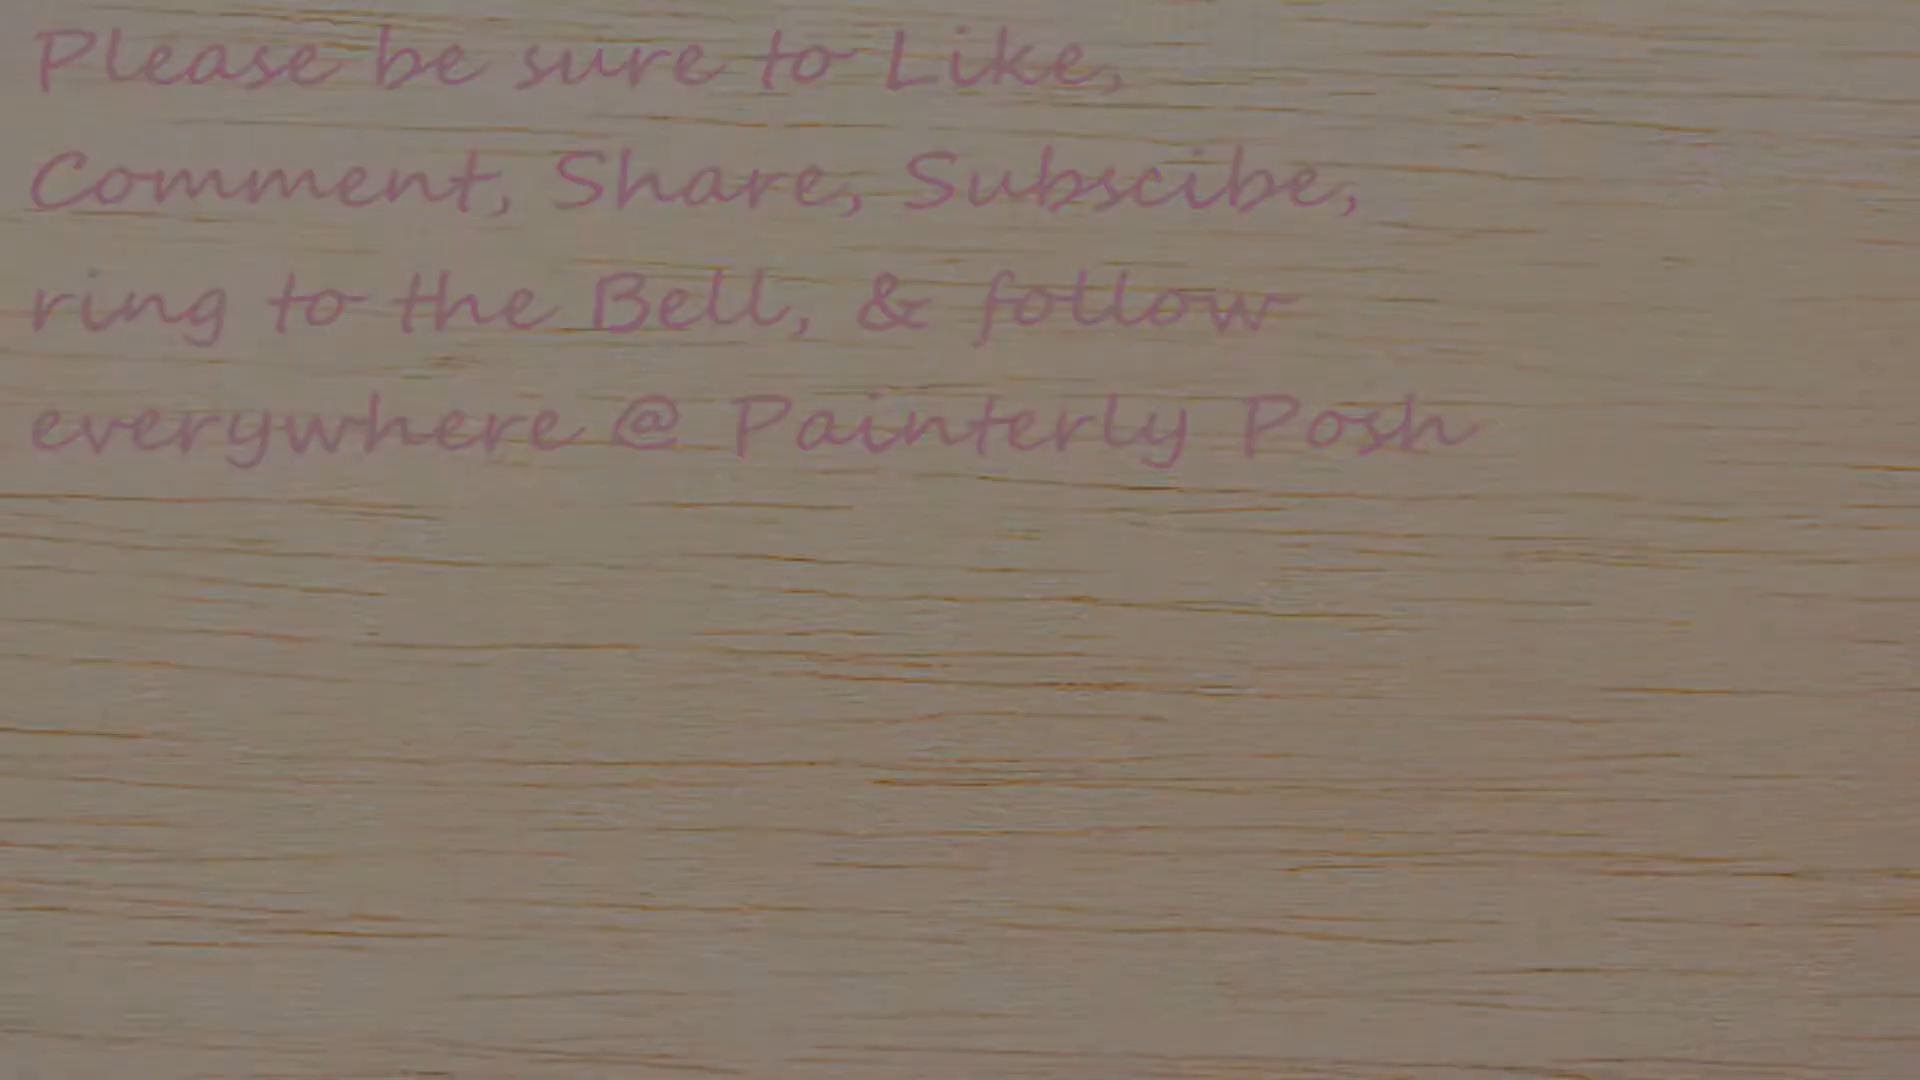 Please be sure to Like,
Comment, Share, Subscibe,
ring to the Bell, & follow
everywhere @ Painterly Posh